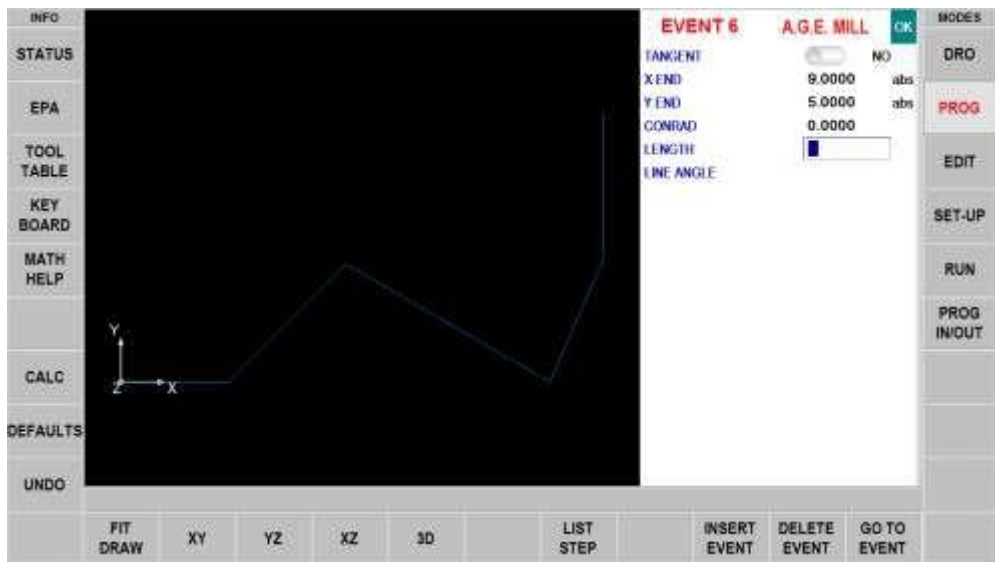 INFO
STATUS
EPA
TOOL
TABLE
KEY
BOARD
MATH
HELP
CALC
DEFAULTS
UNDO
Y
Z
X
EVENT 6 A.G.E. MILL OK
TANGENT NO
X END 9.0000 abs
Y END 5.0000 abs
CONRAD 0.0000
LENGTH
LINE ANGLE
MODES
DRO
PROG
EDIT
SET-UP
RUN
PROG
IN/OUT
FIT
DRAW
XY
YZ
XZ
3D
LIST
STEP
INSERT
EVENT
DELETE
EVENT
GO TO
EVENT